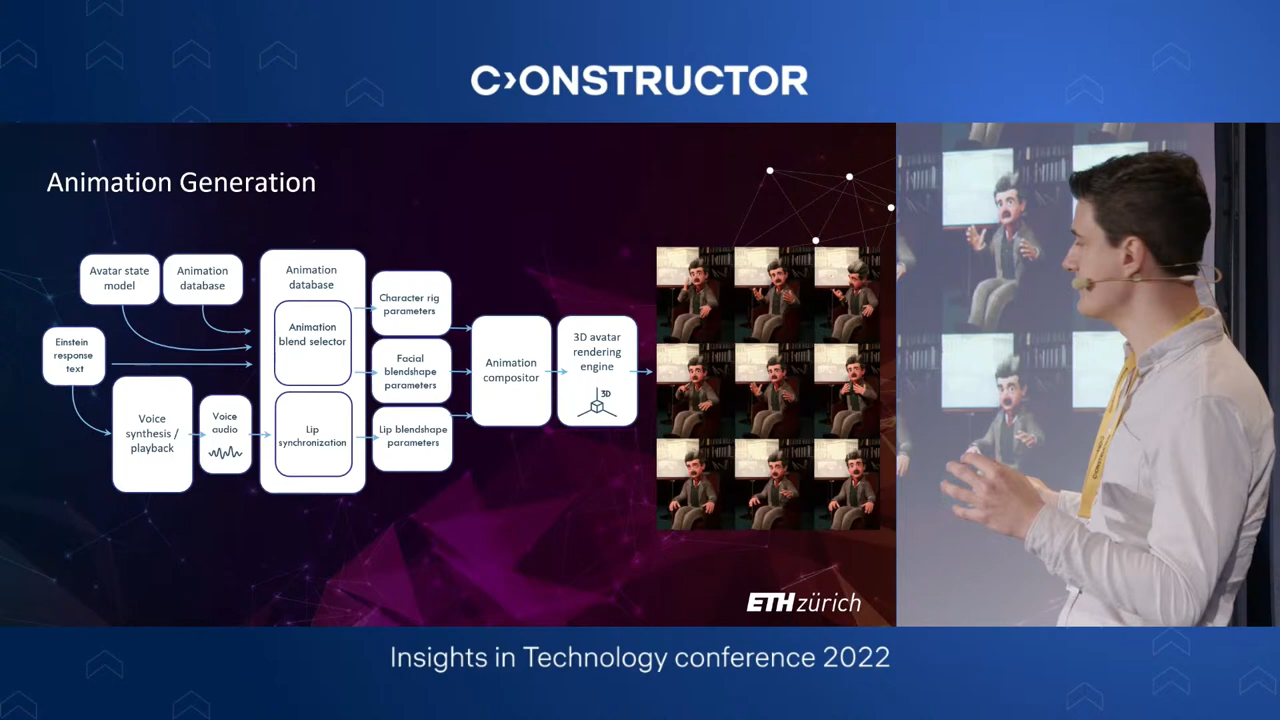 C›ONSTRUCTOR
Animation Generation
Avatar state
model
Animation
database
Einstein
response
text
Voice
synthesis /
playback
Voice
audio
Animation
database
Animation
blend selector
Lip
synchronization
Character rig
parameters
Facial
blendshape
parameters
Lip blendshape
parameters
Animation
compositor
3D avatar
rendering
engine
3D
ETH zürich
Insights in Technology conference 2022